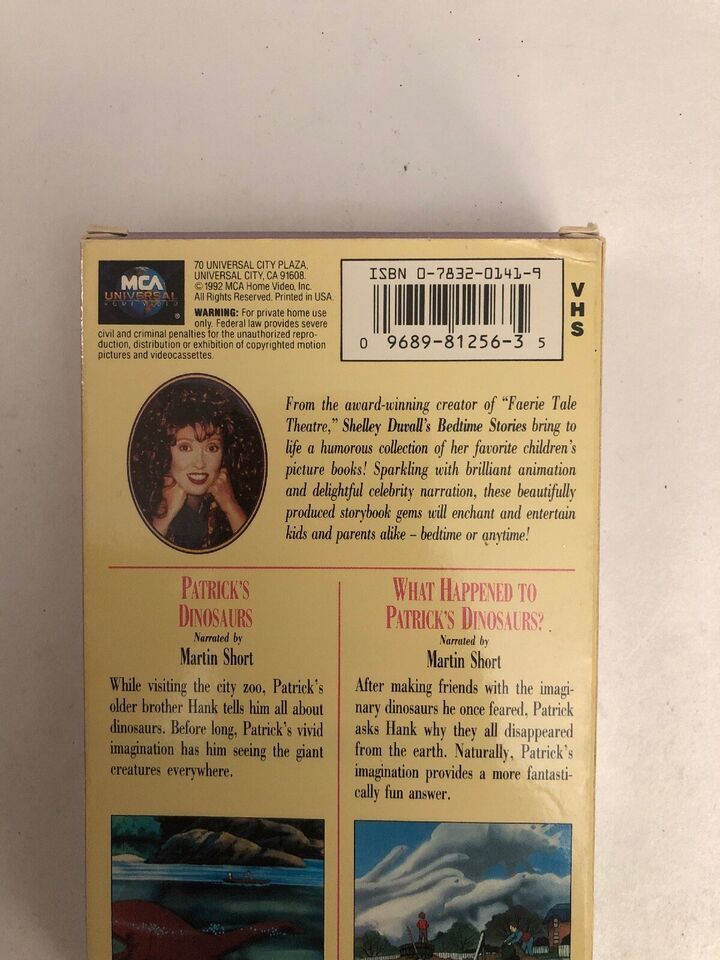 MCA
UNIVERSAL
HOME VIDEO
®
70 UNIVERSAL CITY PLAZA,
UNIVERSAL CITY, CA 91608.
© 1992 MCA Home Video, Inc.
All Rights Reserved. Printed in USA.
WARNING: For private home use
only. Federal law provides severe
civil and criminal penalties for the unauthorized repro-
duction, distribution or exhibition of copyrighted motion
pictures and videocassettes.
ISBN 0-7832-0141-9
0 9689-81256-3 5
VHS
From the award-winning creator of “Faerie Tale
Theatre,” Shelley Duvall's Bedtime Stories bring to
life a humorous collection of her favorite children's
picture books! Sparkling with brilliant animation
and delightful celebrity narration, these beautifully
produced storybook gems will enchant and entertain
kids and parents alike – bedtime or anytime!
PATRICK'S
DINOSAURS
Narrated by
Martin Short
While visiting the city zoo, Patrick's
older brother Hank tells him all about
dinosaurs. Before long, Patrick's vivid
imagination has him seeing the giant
creatures everywhere.
WHAT HAPPENED TO
PATRICK'S DINOSAURS?
Narrated by
Martin Short
After making friends with the imagi-
nary dinosaurs he once feared, Patrick
asks Hank why they all disappeared
from the earth. Naturally, Patrick's
imagination provides a more fantasti-
cally fun answer.